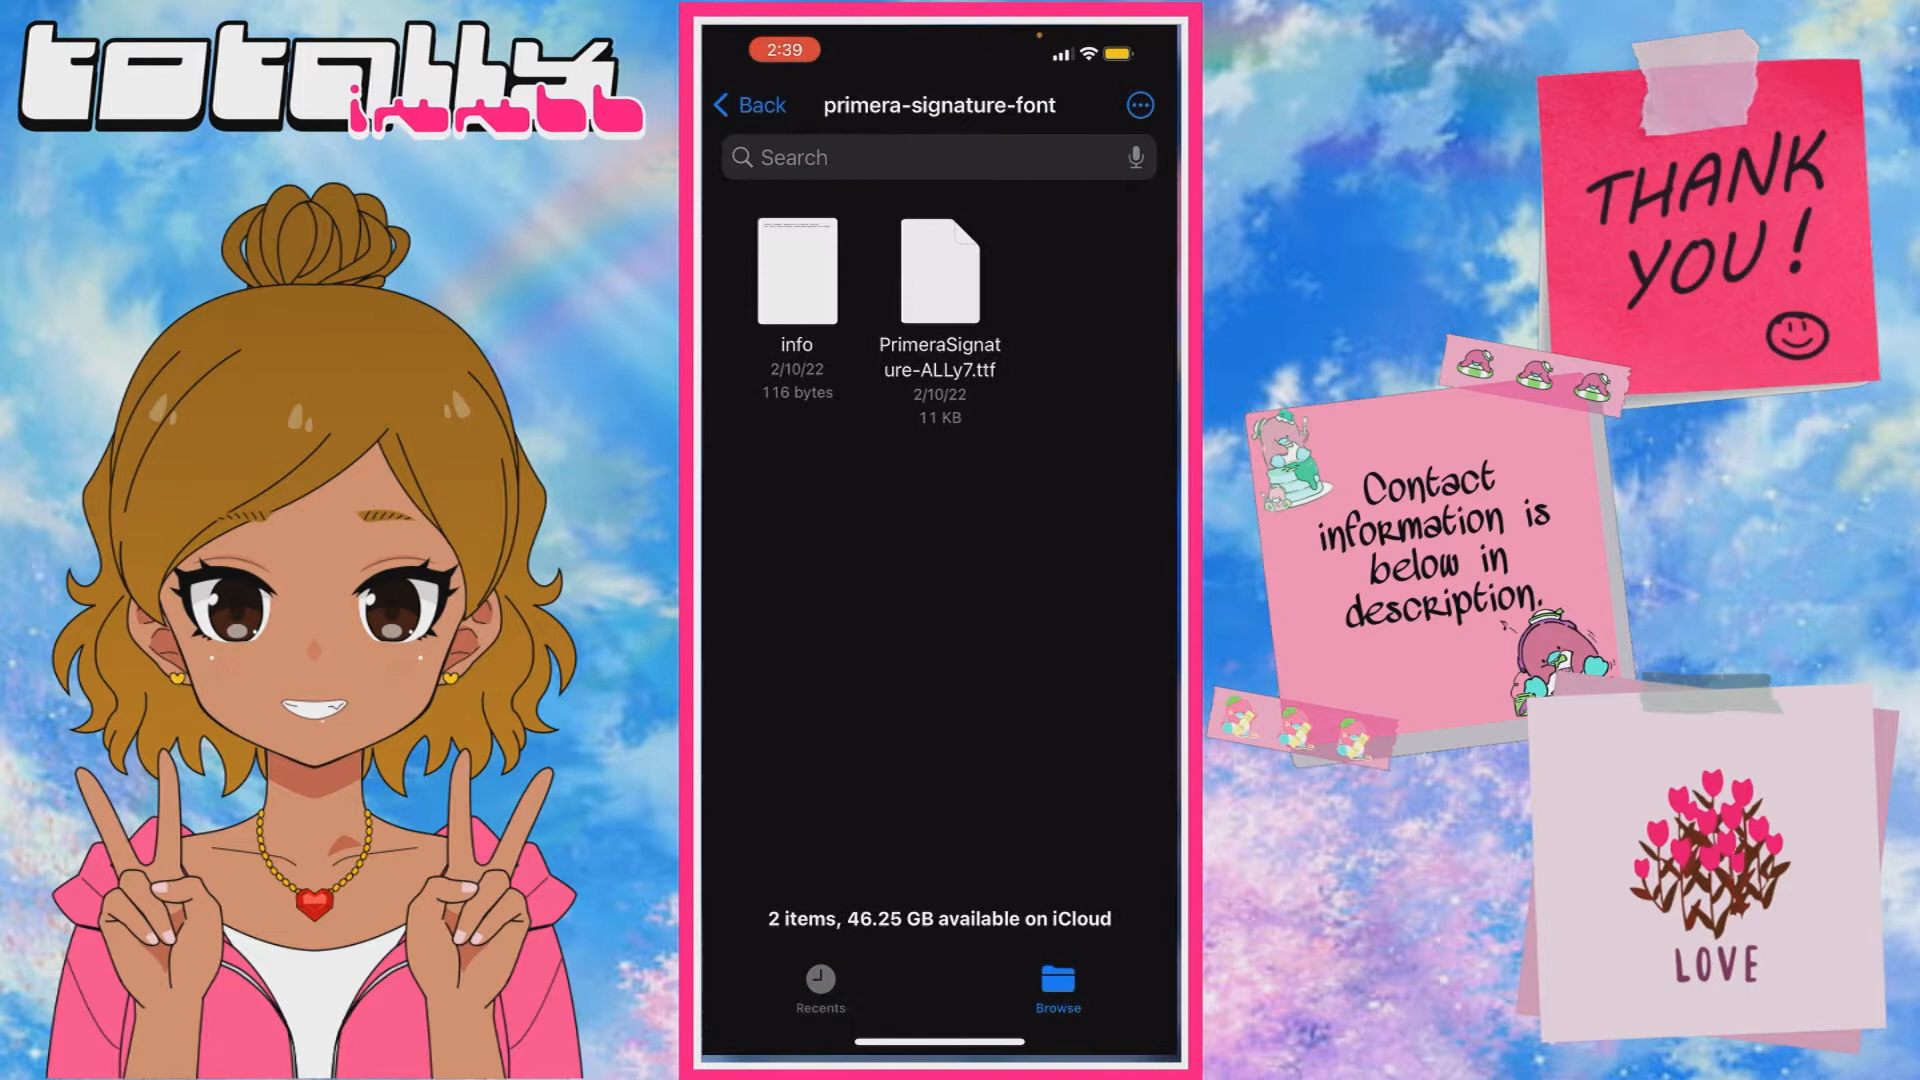 totally
2:39
Back
primera-signature-font
Search
info
2/10/22
116 bytes
PrimeraSignat
ure-ALLy7.ttf
2/10/22
11 KB
2 items, 46.25 GB available on iCloud
Recents
Browse
THANK
YOU!
Contact
information is
below in
description.
LOVE